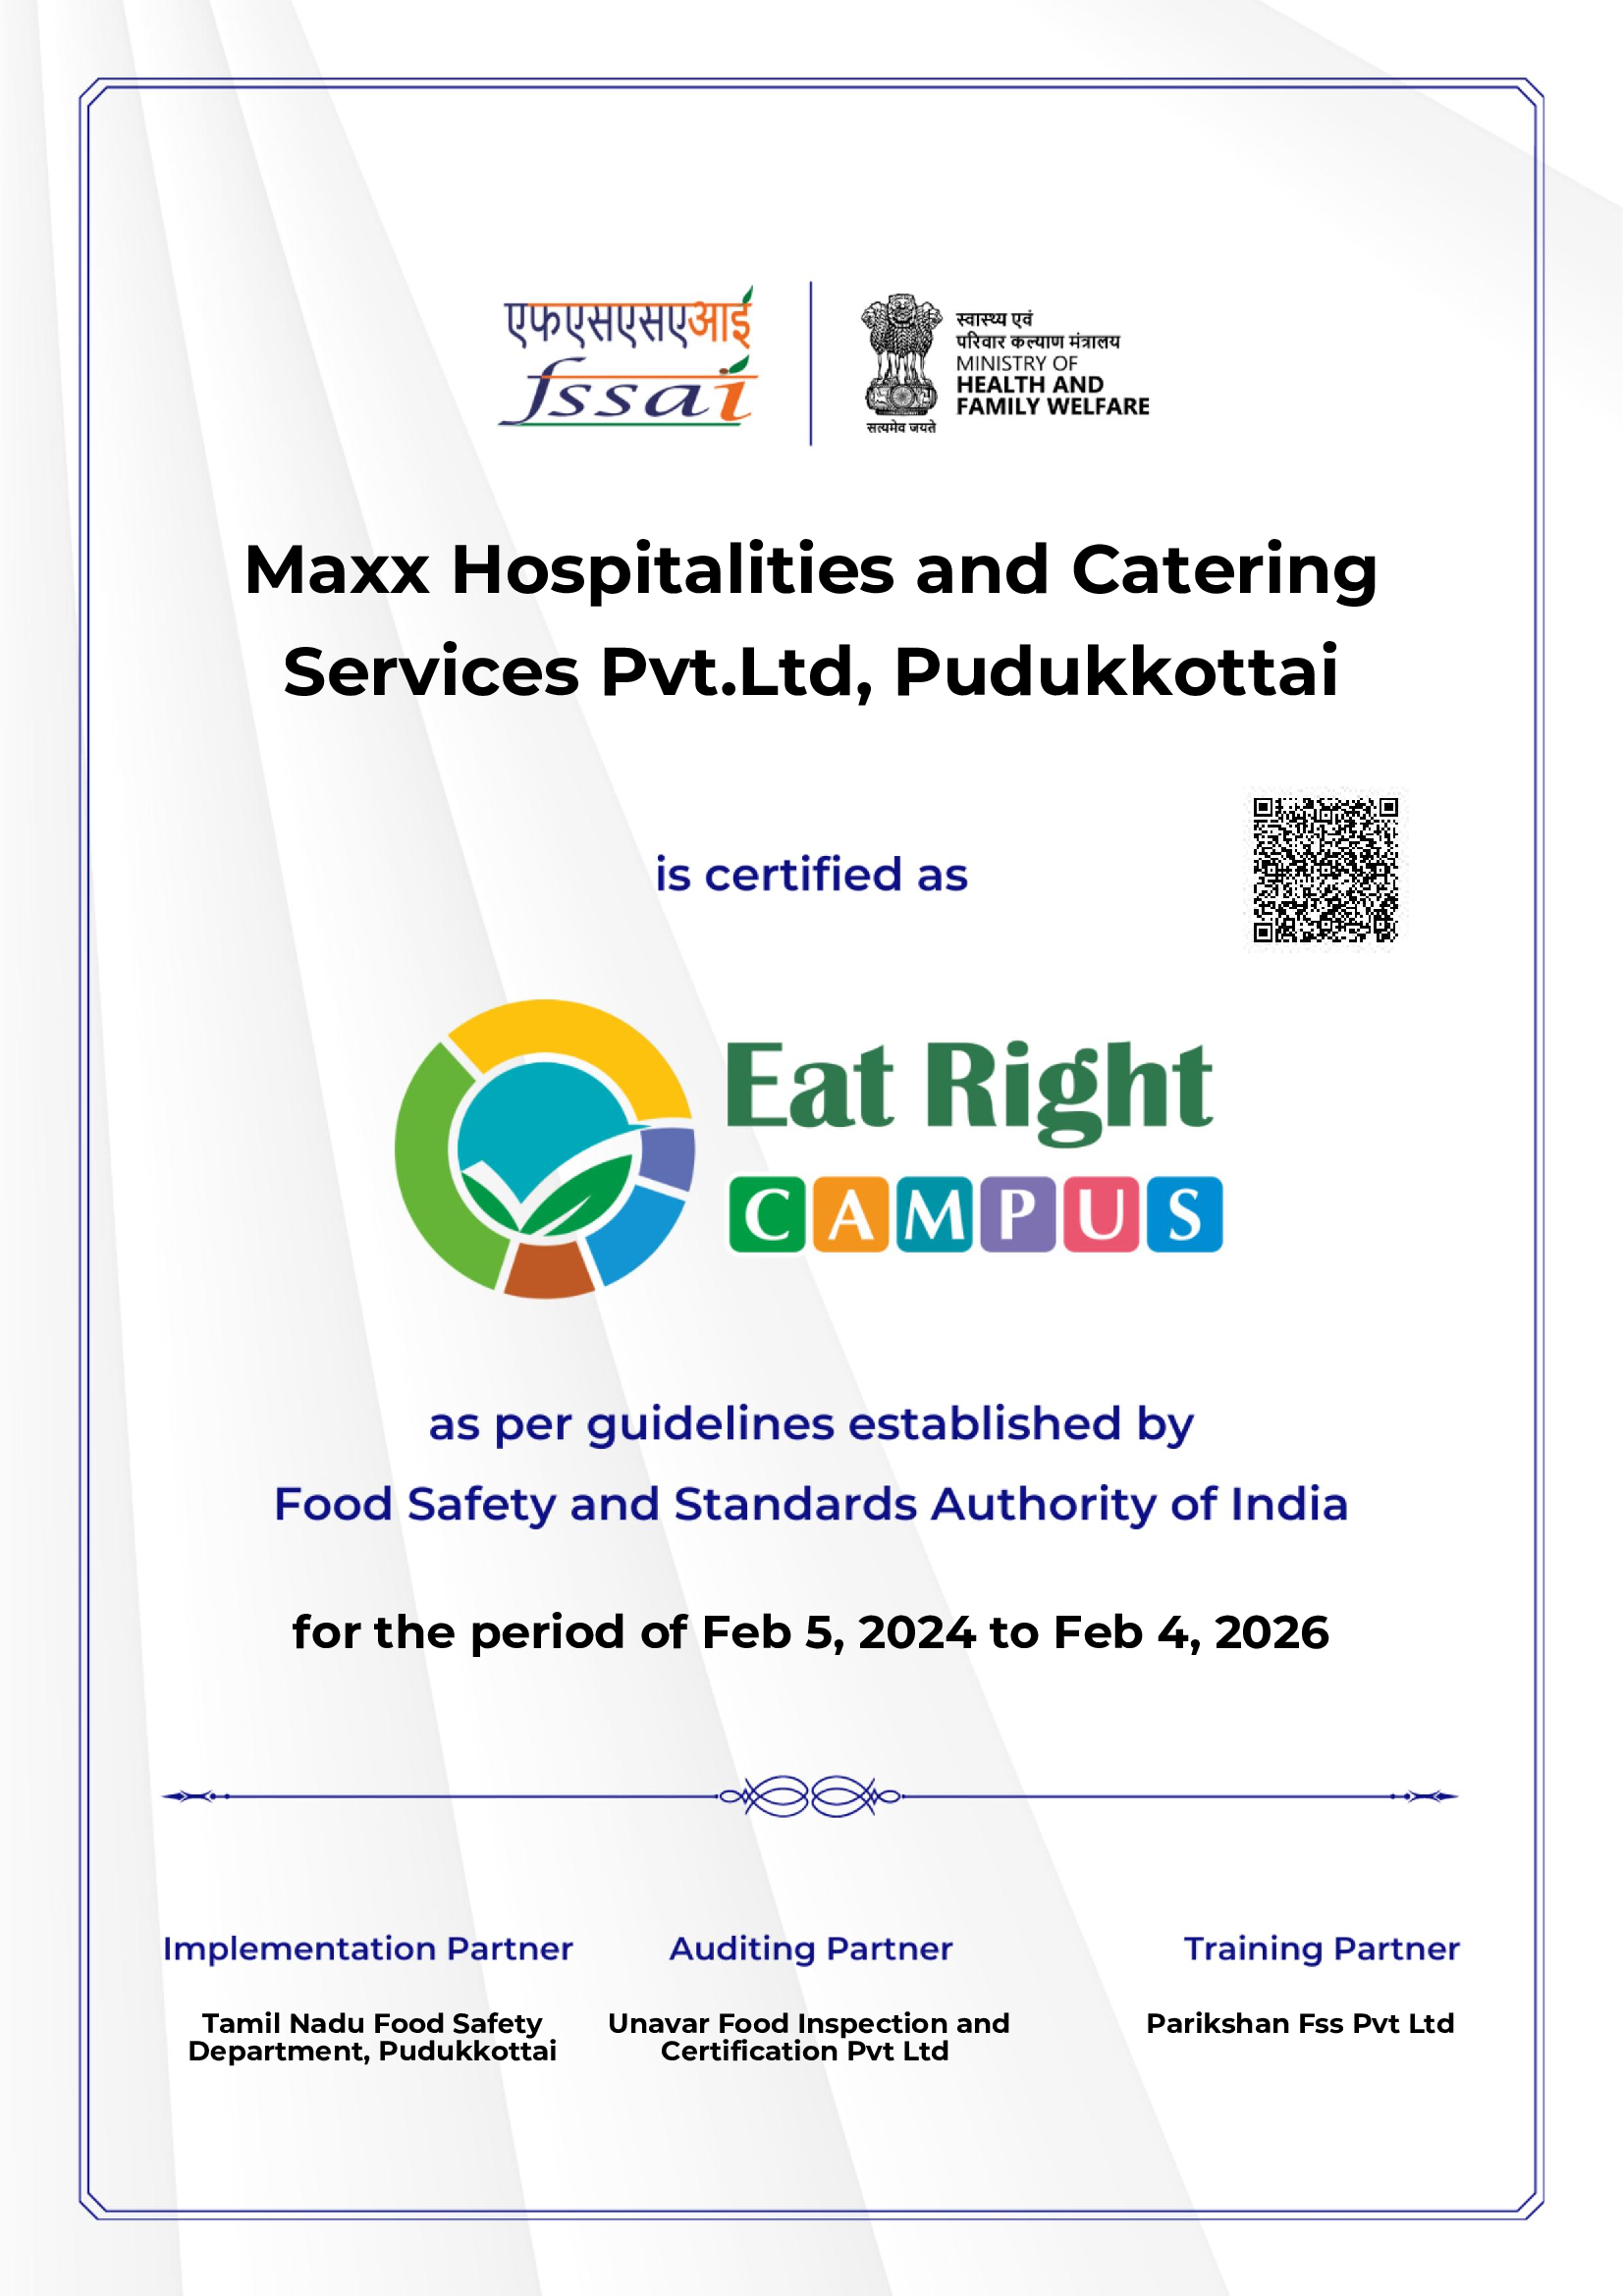 एफएसएसएआई
fssai
स्वास्थ्य एवं
परिवार कल्याण मंत्रालय
MINISTRY OF
HEALTH AND
FAMILY WELFARE
सत्यमेव जयते
Maxx Hospitalities and Catering
Services Pvt.Ltd, Pudukkottai
is certified as
Eat Right
CAMPUS
as per guidelines established by
Food Safety and Standards Authority of India
for the period of Feb 5, 2024 to Feb 4, 2026
Implementation Partner
Auditing Partner
Training Partner
Tamil Nadu Food Safety
Department, Pudukkottai
Unavar Food Inspection and
Certification Pvt Ltd
Parikshan Fss Pvt Ltd